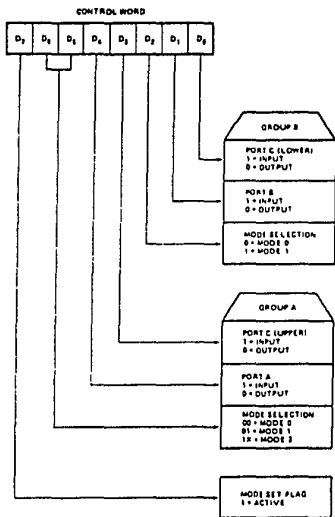 CONTROL WORD
D7 D6 D5 D4 D3 D2 D1 D0
GROUP B
PORT C (LOWER)
1 = INPUT
0 = OUTPUT
PORT B
1 = INPUT
0 = OUTPUT
MODE SELECTION
0 = MODE 0
1 = MODE 1
GROUP A
PORT C (UPPER)
1 = INPUT
0 = OUTPUT
PORT A
1 = INPUT
0 = OUTPUT
MODE SELECTION
00 = MODE 0
01 = MODE 1
1X = MODE 2
MODE SET FLAG
1 = ACTIVE